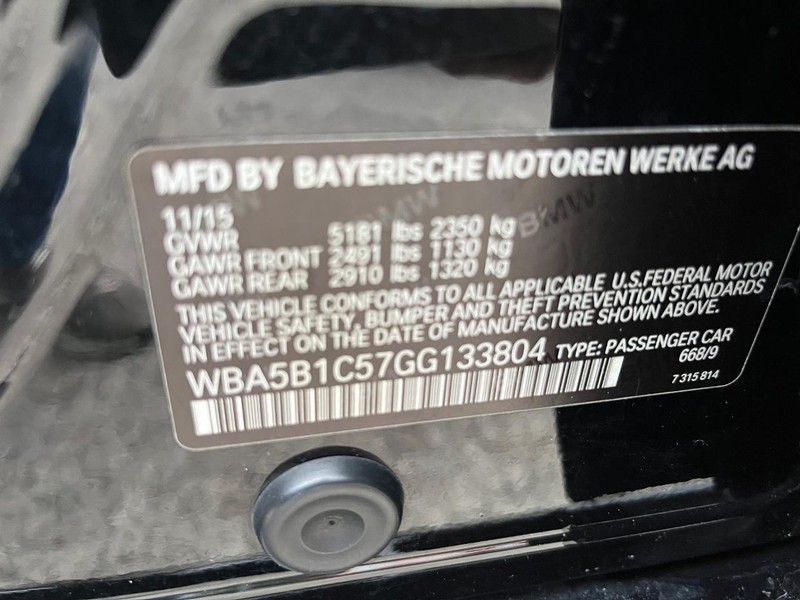 MFD BY BAYERISCHE MOTOREN WERKE AG
11/15
GVWR 5181 lbs 2350 kg
GAWR FRONT 2491 lbs 1130 kg
GAWR REAR 2910 lbs 1320 kg
THIS VEHICLE CONFORMS TO ALL APPLICABLE U.S.FEDERAL MOTOR
VEHICLE SAFETY, BUMPER AND THEFT PREVENTION STANDARDS
IN EFFECT ON THE DATE OF MANUFACTURE SHOWN ABOVE.
WBA5B1C57GG133804 TYPE: PASSENGER CAR
668/9
7 315 814
BMW